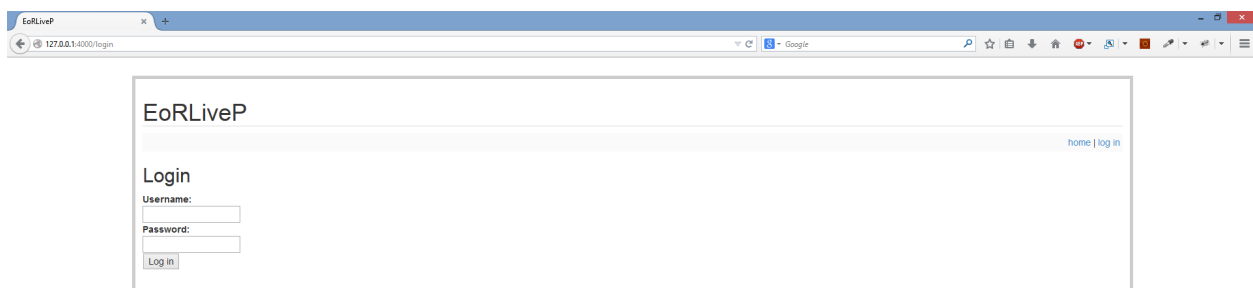 EoRLiveP
127.0.0.1:4000/login
Google
EoRLiveP
home | log in
Login
Username:
Password:
Log in